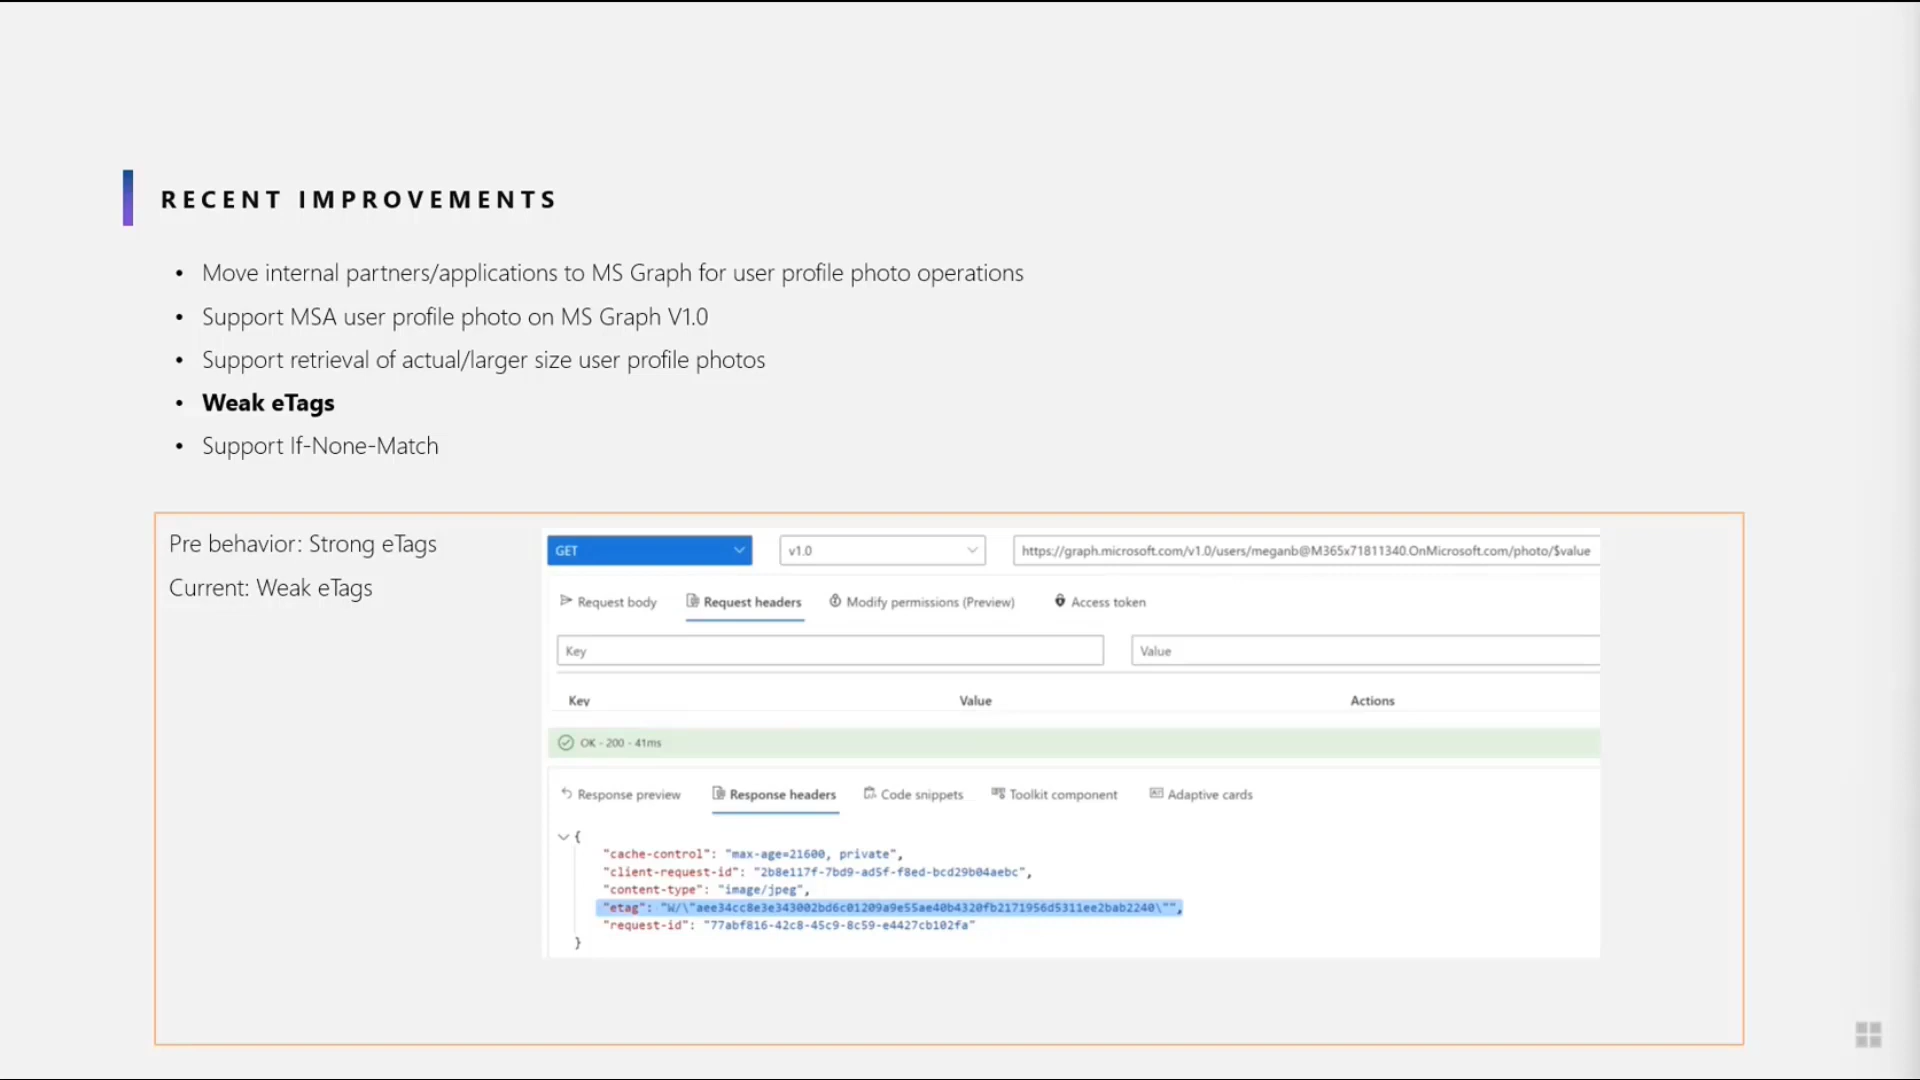 RECENT IMPROVEMENTS
• Move internal partners/applications to MS Graph for user profile photo operations
• Support MSA user profile photo on MS Graph V1.0
• Support retrieval of actual/larger size user profile photos
• Weak eTags
• Support If-None-Match
Pre behavior: Strong eTags
Current: Weak eTags
GET v1.0 https://graph.microsoft.com/v1.0/users/meganb@M365x71811340.OnMicrosoft.com/photo/$value
Request body Request headers Modify permissions (Preview) Access token
Key Value
Key Value Actions
OK - 200 - 41ms
Response preview Response headers Code snippets Toolkit component Adaptive cards
{
"cache-control": "max-age=21600, private",
"client-request-id": "2b8e117f-7bd9-ad5f-f8ed-bcd29b04aebc",
"content-type": "image/jpeg",
"etag": "W/\"aee34cc8e3e343002bd6c01209a9e55ae40b4320fb2171956d5311ee2bab2240\"",
"request-id": "77abf816-42c8-45c9-8c59-e4427cb102fa"
}